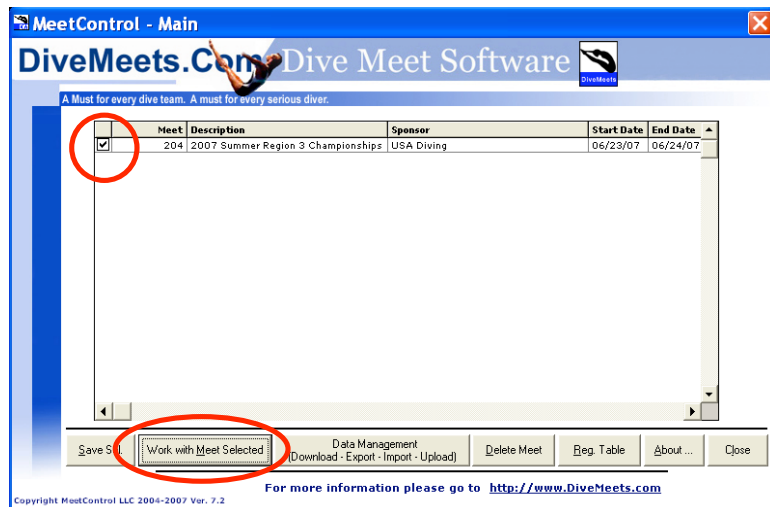 MeetControl - Main
DiveMeets.Com Dive Meet Software
DiveMeets
A Must for every dive team. A must for every serious diver.
Meet Description Sponsor Start Date End Date
204 2007 Summer Region 3 Championships USA Diving 06/23/07 06/24/07
Save Sel. Work with Meet Selected Data Management Delete Meet Reg. Table About ... Close
(Download - Export - Import - Upload)
For more information please go to http://www.DiveMeets.com
Copyright MeetControl LLC 2004-2007 Ver. 7.2